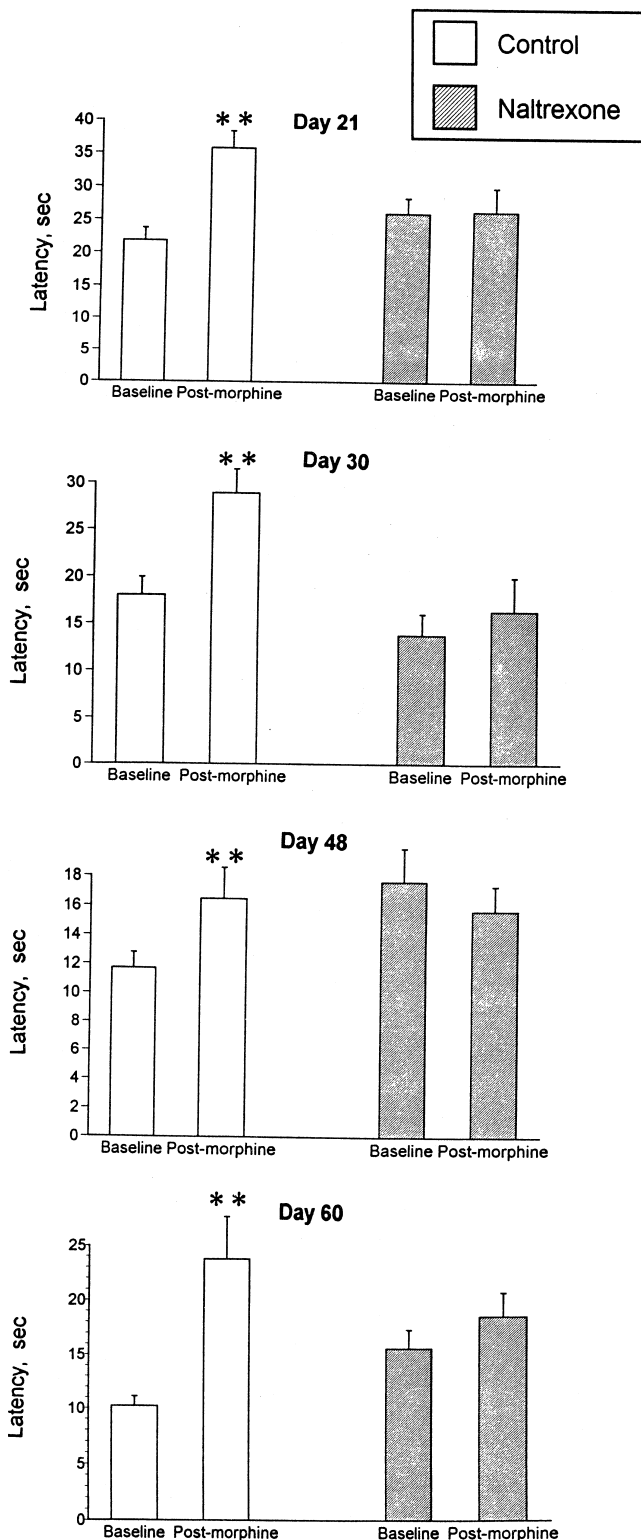 Control
Naltrexone
** Day 21
Latency, sec
40
35
30
25
20
15
10
5
0
Baseline Post-morphine Baseline Post-morphine
** Day 30
Latency, sec
30
25
20
15
10
5
0
Baseline Post-morphine Baseline Post-morphine
** Day 48
Latency, sec
18
16
14
12
10
8
6
4
2
0
Baseline Post-morphine Baseline Post-morphine
** Day 60
Latency, sec
25
20
15
10
5
0
Baseline Post-morphine Baseline Post-morphine